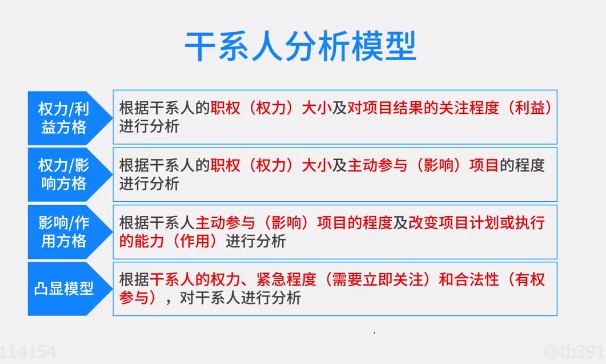 干系人分析模型
权力/利
益方格
根据干系人的职权（权力）大小及对项目结果的关注程度（利益）
进行分析
权力/影
响方格
根据干系人的职权（权力）大小及主动参与（影响）项目的程度
进行分析
影响/作
用方格
根据干系人主动参与（影响）项目的程度及改变项目计划或执行
的能力（作用）进行分析
凸显模型
根据干系人的权力、紧急程度（需要立即关注）和合法性（有权
参与），对干系人进行分析
114154
@tb391